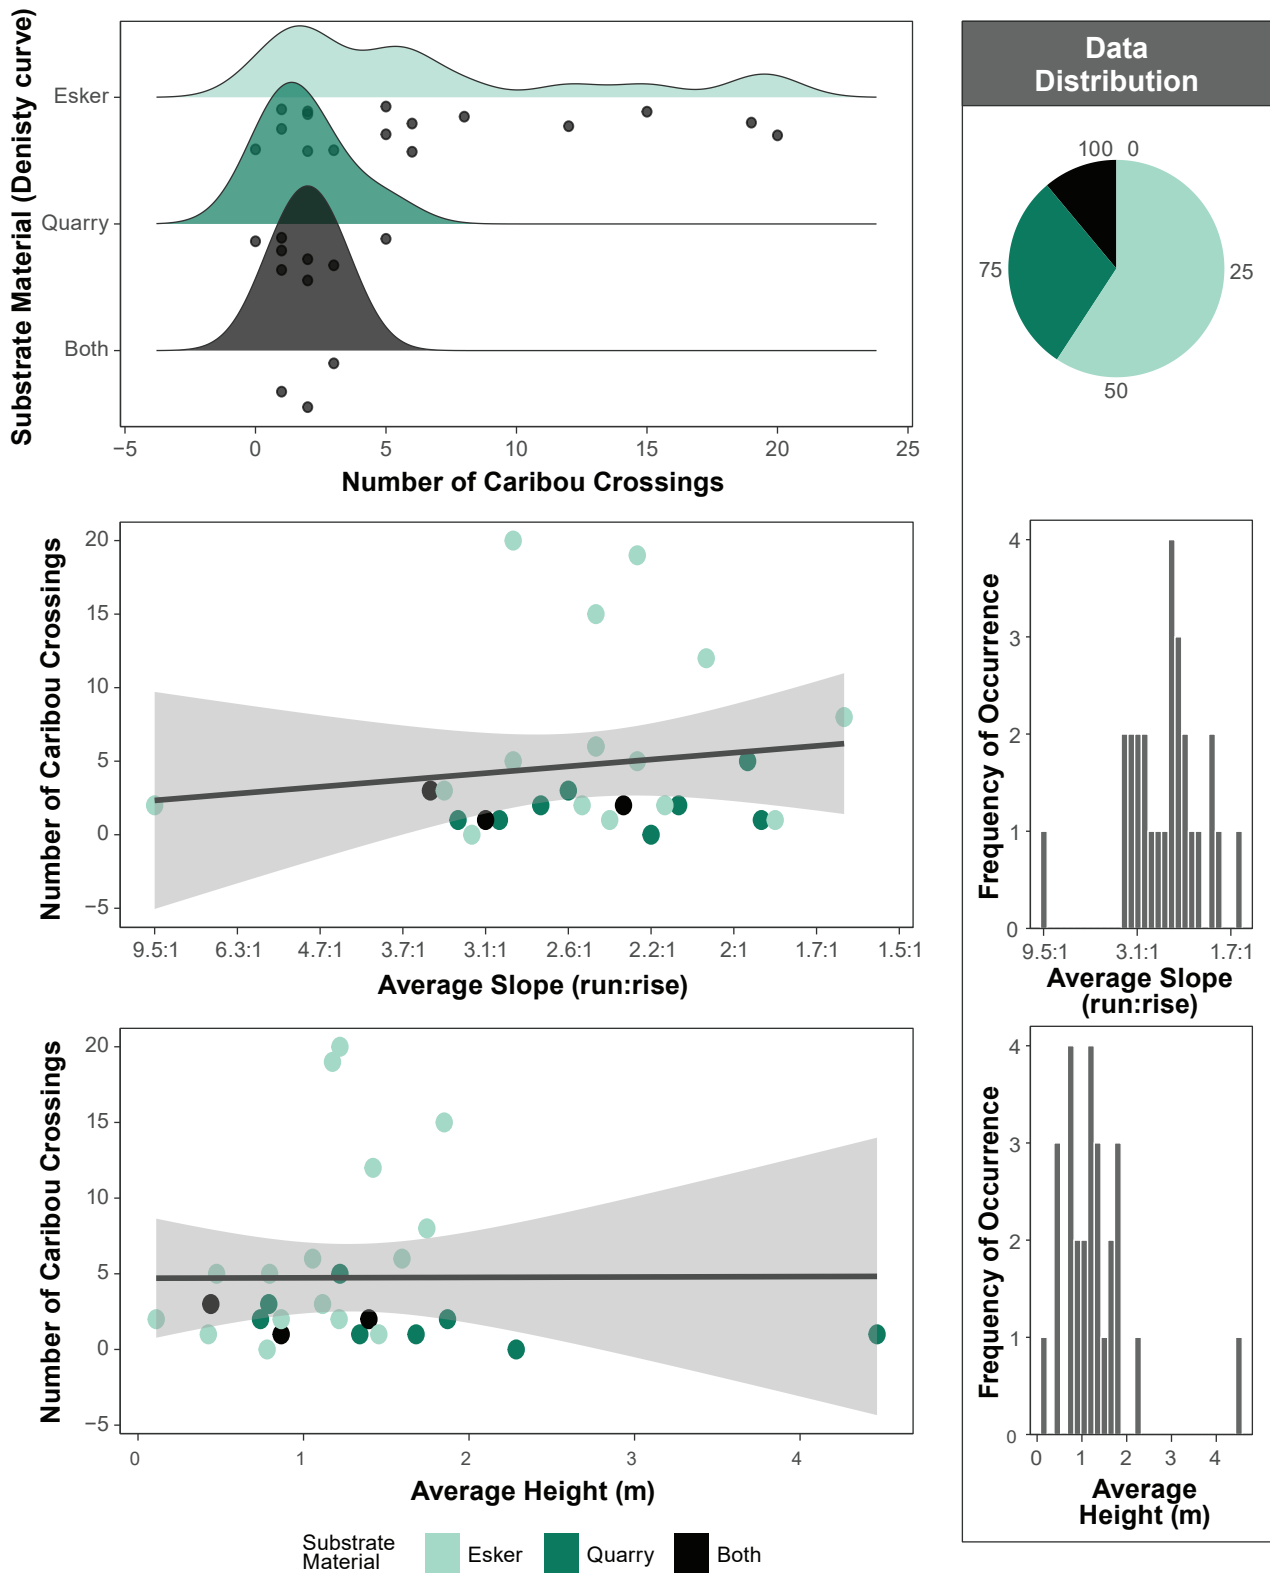 Substrate Material (Denisty curve)
Esker
Quarry
Both
−5 0 5 10 15 20 25
Number of Caribou Crossings
Data
Distribution
100 0
75 25
50
Number of Caribou Crossings
20
15
10
5
0
−5
9.5:1 6.3:1 4.7:1 3.7:1 3.1:1 2.6:1 2.2:1 2:1 1.7:1 1.5:1
Average Slope (run:rise)
Frequency of Occurrence
4
3
2
1
0
9.5:1 3.1:1 1.7:1
Average Slope
(run:rise)
Number of Caribou Crossings
20
15
10
5
0
−5
0 1 2 3 4
Average Height (m)
Frequency of Occurrence
4
3
2
1
0
0 1 2 3 4
Average
Height (m)
Substrate
Material
Esker Quarry Both